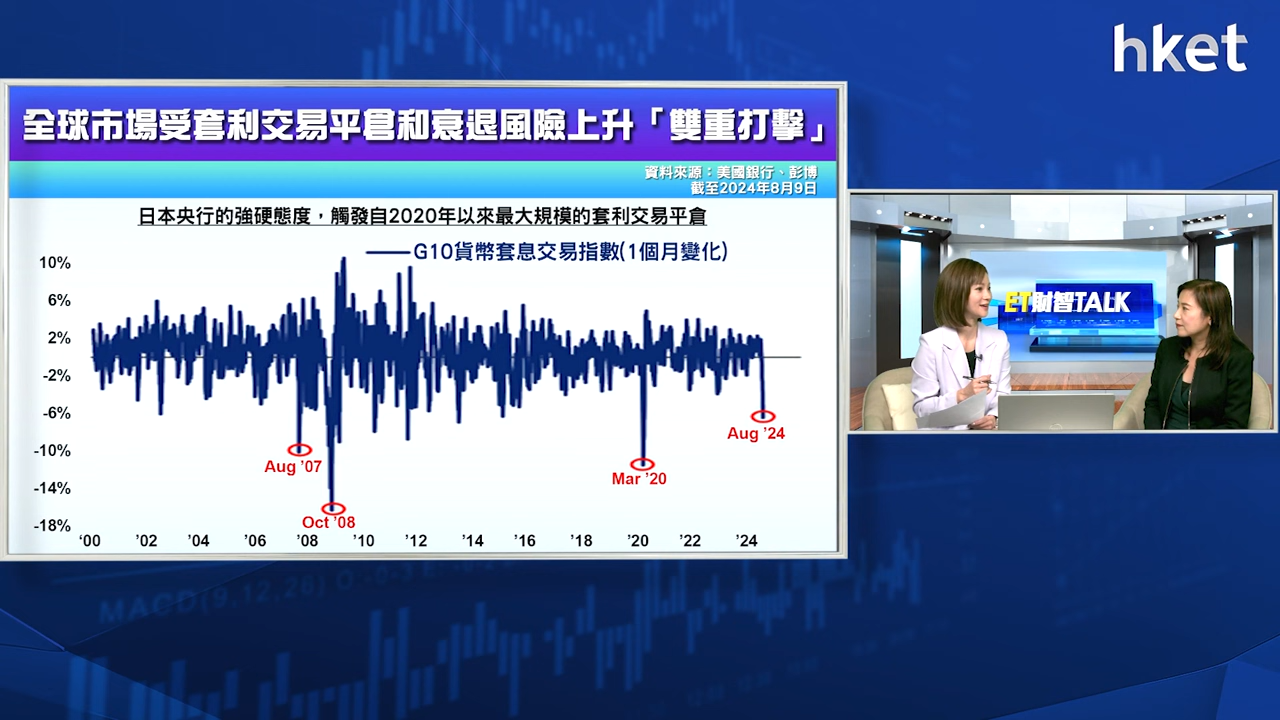 hket
全球市場受套利交易平倉和衰退風險上升「雙重打擊」
資料來源：美國銀行、彭博
截至2024年8月9日
日本央行的強硬態度，觸發自2020年以來最大規模的套利交易平倉
G10貨幣套息交易指數(1個月變化)
10%
6%
2%
-2%
-6%
-10%
-14%
-18%
Aug ’07
Oct ’08
Mar ’20
Aug ’24
‘00 ’02 ’04 ’06 ’08 ’10 ’12 ’14 ’16 ’18 ’20 ’22 ’24
ET財智TALK
MACD(9,12,26)